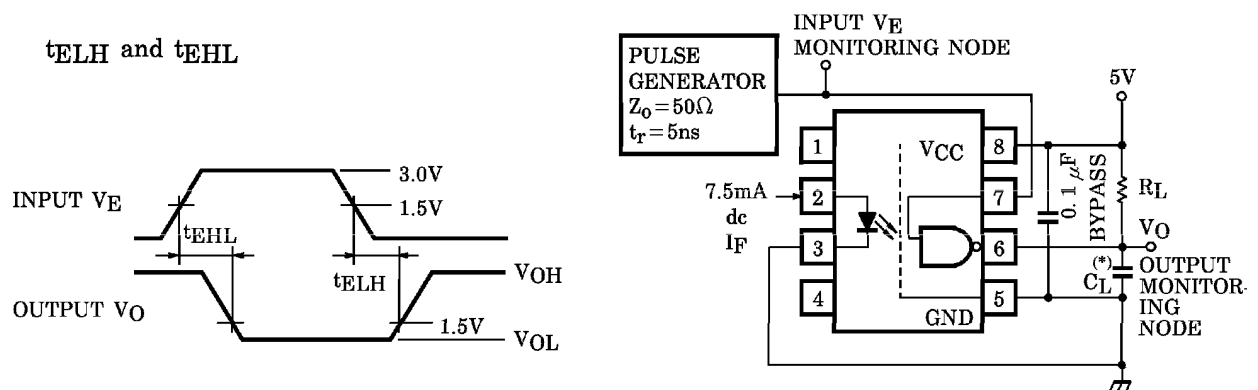 tELH and tEHL
INPUT VE
3.0V
1.5V
tEHL
tELH
VOH
OUTPUT VO
1.5V
VOL
INPUT VE
MONITORING NODE
PULSE
GENERATOR
Zo=50Ω
tr=5ns
5V
1
2
3
4
VCC
8
7
6
5
GND
7.5mA
dc
IF
0.1 μF
BYPASS
RL
VO
(*)
CL
OUTPUT
MONITOR-
ING
NODE